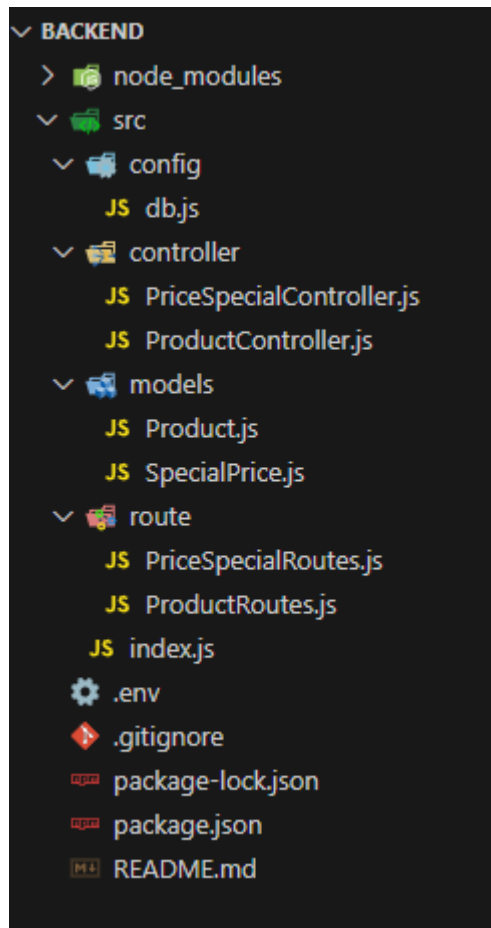 BACKEND
node_modules
src
config
JS db.js
controller
JS PriceSpecialController.js
JS ProductController.js
models
JS Product.js
JS SpecialPrice.js
route
JS PriceSpecialRoutes.js
JS ProductRoutes.js
JS index.js
.env
.gitignore
npm package-lock.json
npm package.json
M↓ README.md